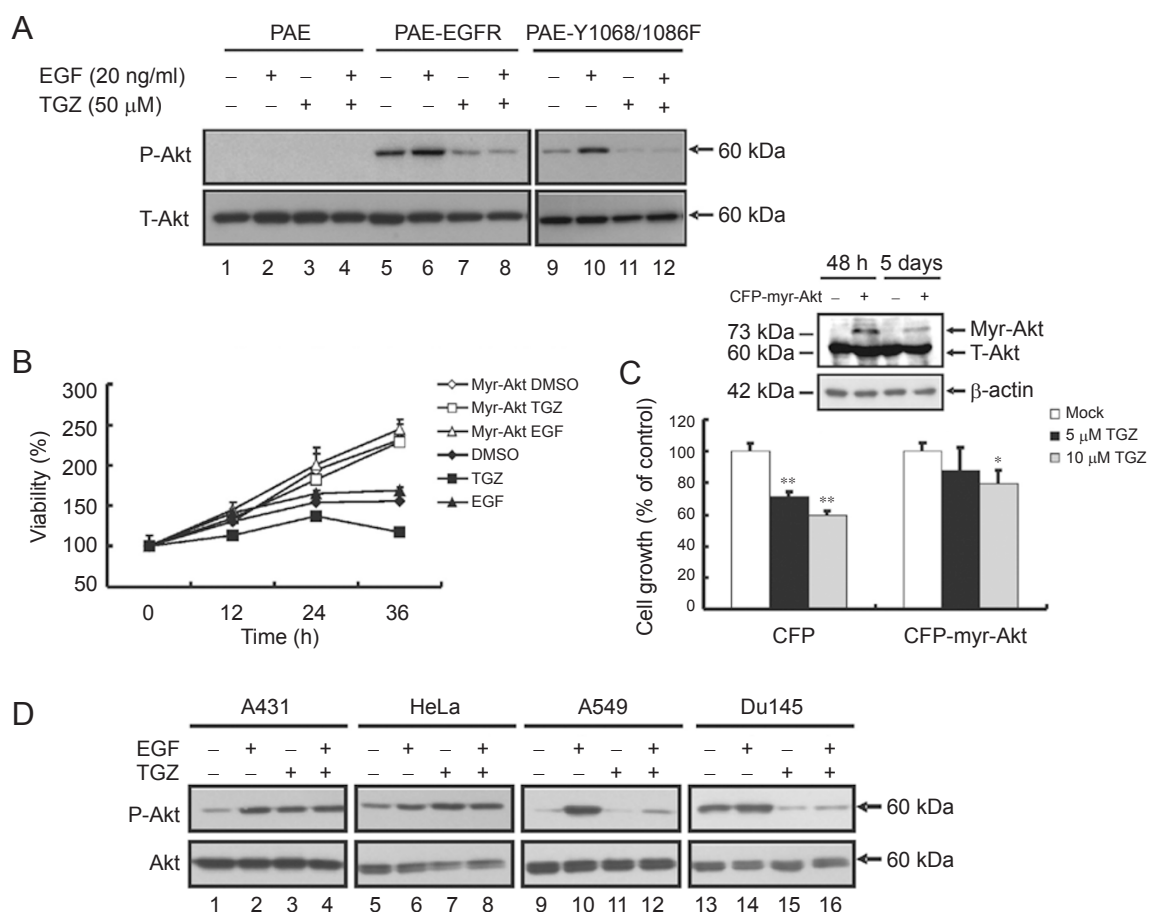 A
PAE PAE-EGFR PAE-Y1068/1086F
EGF (20 ng/ml) – + – + – + – + – + – +
TGZ (50 μM) – – + + – – + + – – + +
P-Akt 60 kDa
T-Akt 60 kDa
1 2 3 4 5 6 7 8 9 10 11 12
B
300
250
200
150
100
50
Viability (%)
0 12 24 36
Time (h)
Myr-Akt DMSO
Myr-Akt TGZ
Myr-Akt EGF
DMSO
TGZ
EGF
C
48 h 5 days
CFP-myr-Akt – + – +
73 kDa Myr-Akt
60 kDa T-Akt
42 kDa β-actin
120
100
80
60
40
20
0
Cell growth (% of control)
** ** *
CFP CFP-myr-Akt
Mock
5 μM TGZ
10 μM TGZ
D
A431 HeLa A549 Du145
EGF – + – + – + – + – + – + – + – +
TGZ – – + + – – + + – – + + – – + +
P-Akt 60 kDa
Akt 60 kDa
1 2 3 4 5 6 7 8 9 10 11 12 13 14 15 16